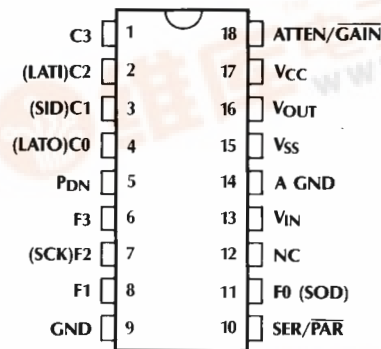 C3 1 18 ATTEN/GAIN
(LATI)C2 2 17 VCC
(SID)C1 3 16 VOUT
(LATO)C0 4 15 VSS
PDN 5 14 A GND
F3 6 13 VIN
(SCK)F2 7 12 NC
F1 8 11 F0 (SOD)
GND 9 10 SER/PAR